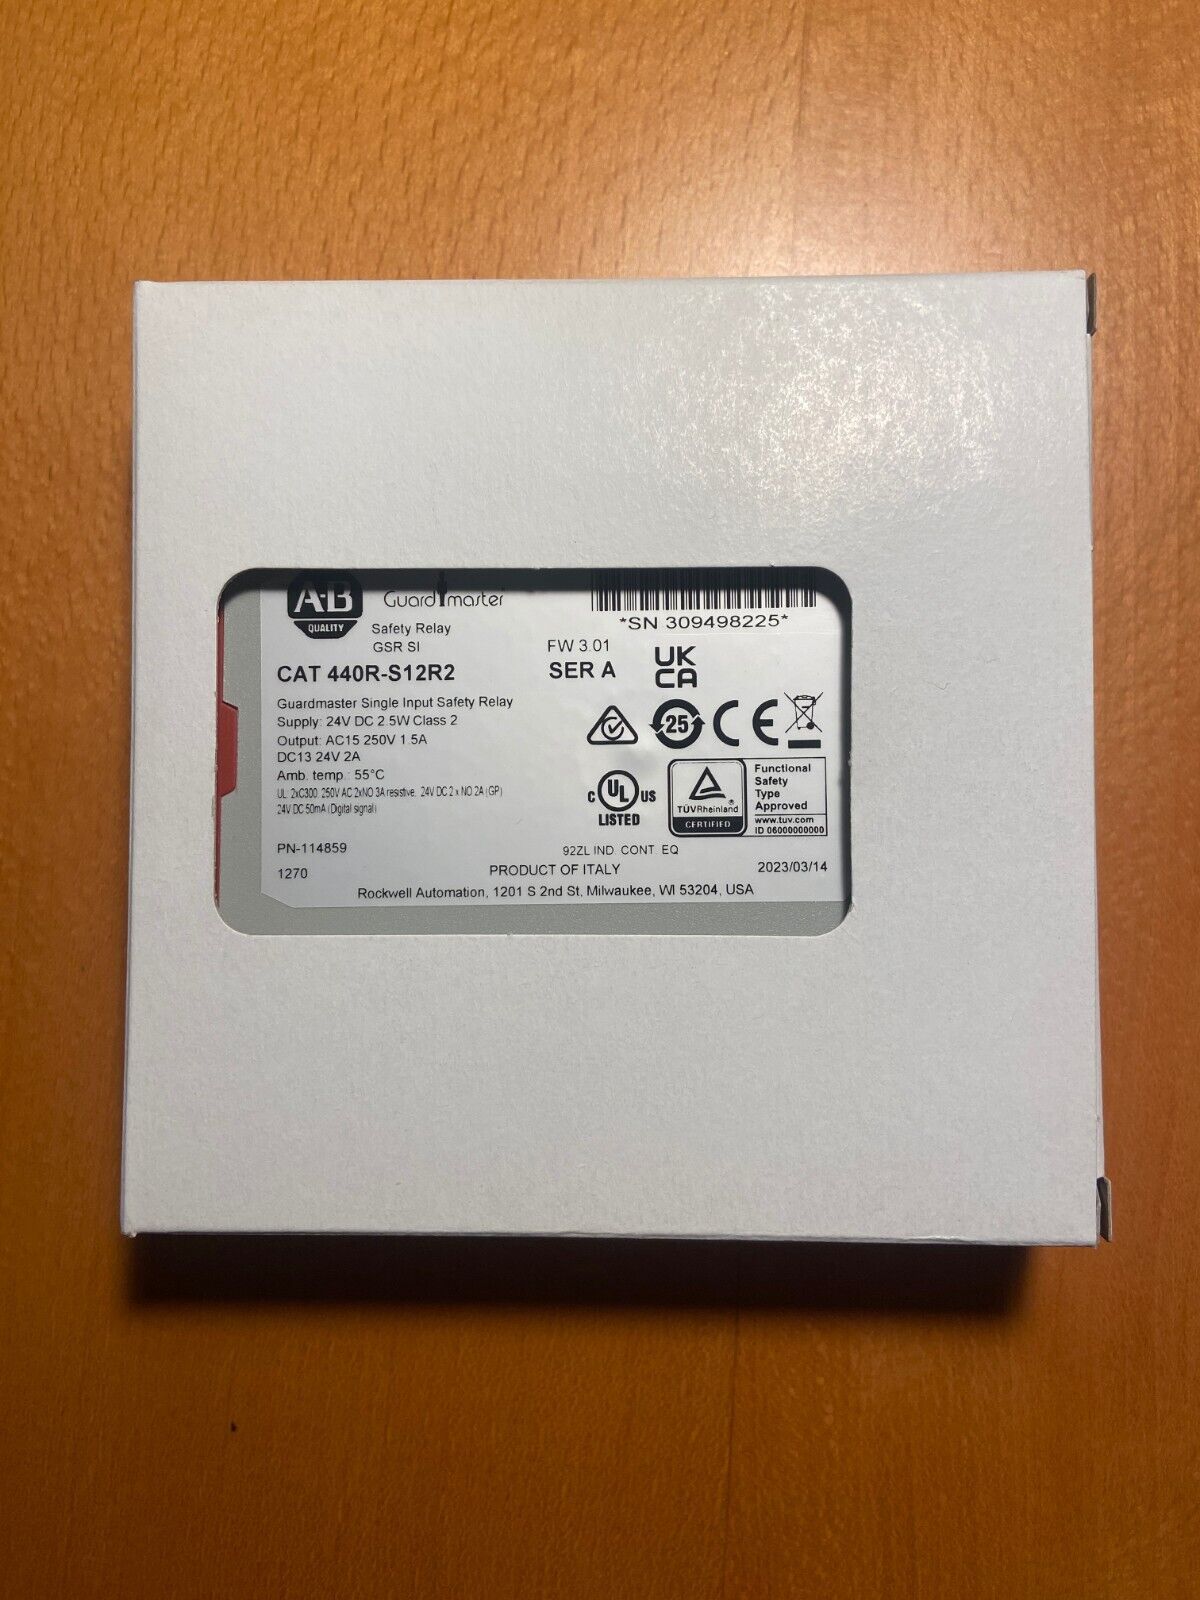 A-B
QUALITY
Guardmaster
Safety Relay
GSR SI
*SN 309498225*
FW 3.01
CAT 440R-S12R2
SER A
UK
CA
Guardmaster Single Input Safety Relay
Supply: 24V DC 2.5W Class 2
Output: AC15 250V 1.5A
DC13 24V 2A
Amb. temp.: 55°C
UL: 2xC300, 250V AC 2xNO 3A resistive, 24V DC 2 x NO 2A (GP)
24V DC 50mA (Digital signal)
25
CE
C UL US
LISTED
TÜVRheinland®
CERTIFIED
Functional
Safety
Type
Approved
www.tuv.com
ID 06000000000
PN-114859
92ZL IND CONT EQ
1270
PRODUCT OF ITALY
2023/03/14
Rockwell Automation, 1201 S 2nd St, Milwaukee, WI 53204, USA